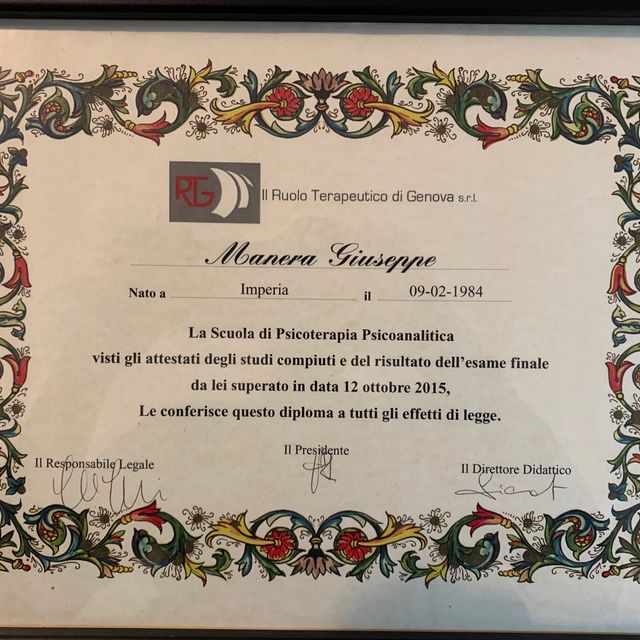 RTG Il Ruolo Terapeutico di Genova s.r.l.
Manera Giuseppe
Nato a Imperia il 09-02-1984
La Scuola di Psicoterapia Psicoanalitica
visti gli attestati degli studi compiuti e del risultato dell'esame finale
da lei superato in data 12 ottobre 2015,
Le conferisce questo diploma a tutti gli effetti di legge.
Il Presidente
Il Responsabile Legale
Il Direttore Didattico